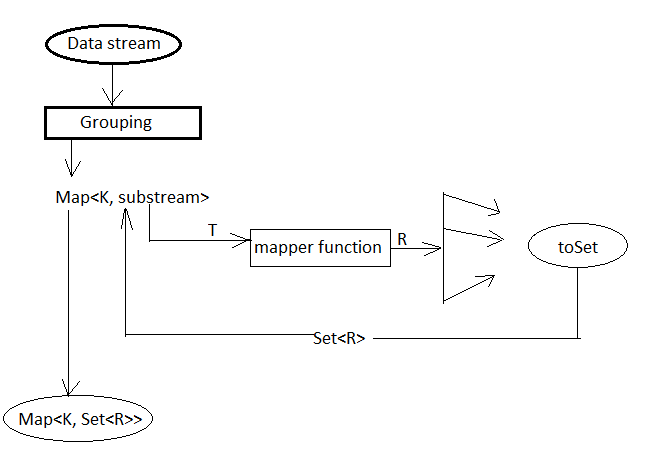 Data stream
Grouping
Map<K, substream>
T
mapper function
R
toSet
Set<R>
Map<K, Set<R>>